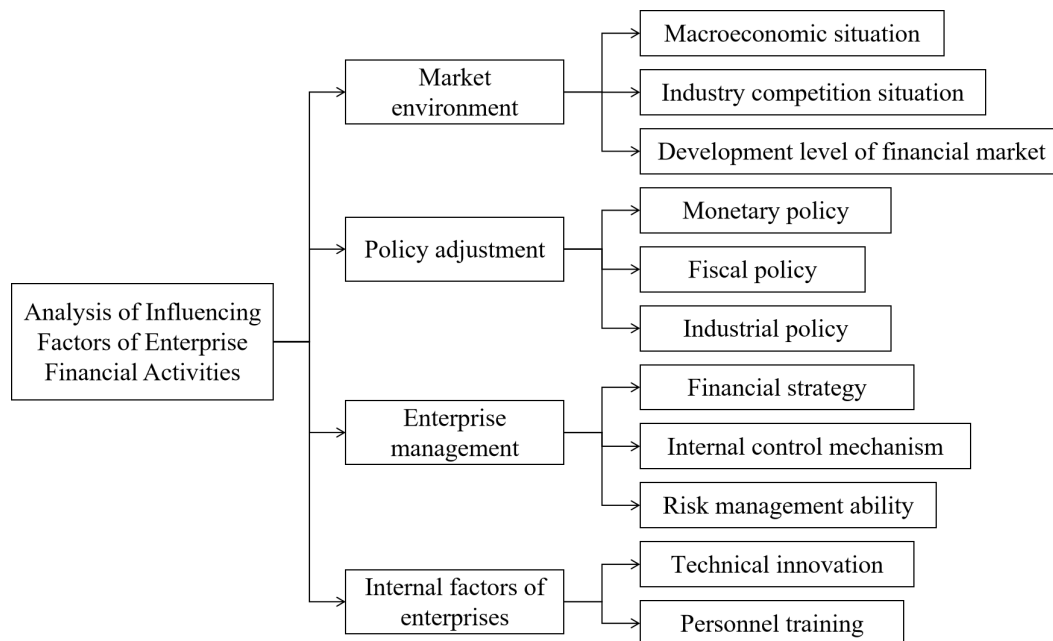 Analysis of Influencing
Factors of Enterprise
Financial Activities
Market
environment
Macroeconomic situation
Industry competition situation
Development level of financial market
Policy adjustment
Monetary policy
Fiscal policy
Industrial policy
Enterprise
management
Financial strategy
Internal control mechanism
Risk management ability
Internal factors of
enterprises
Technical innovation
Personnel training